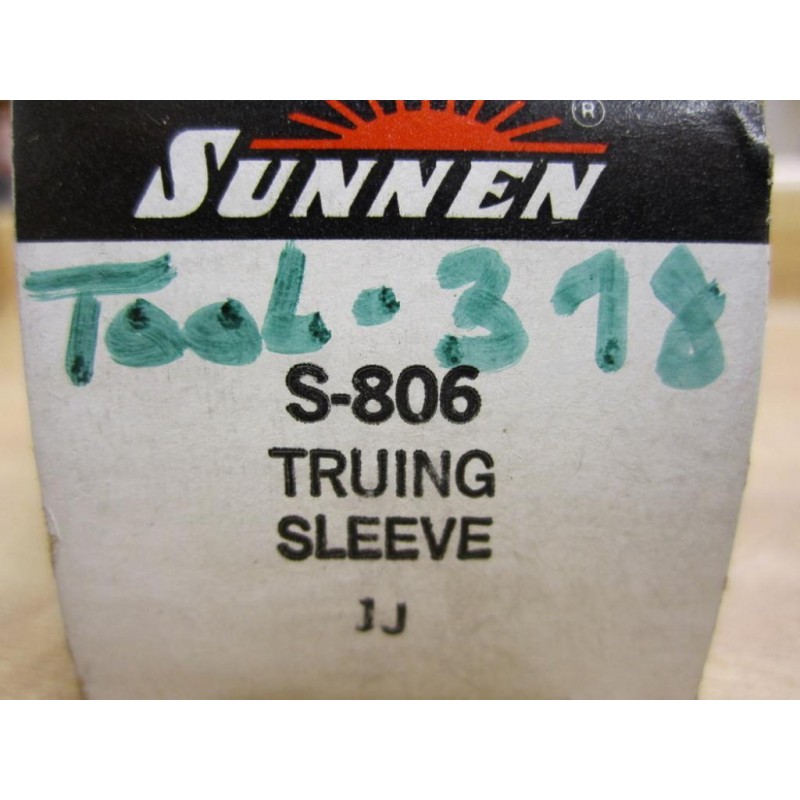 ®
SUNNEN
TooL-318
S-806
TRUING
SLEEVE
1J